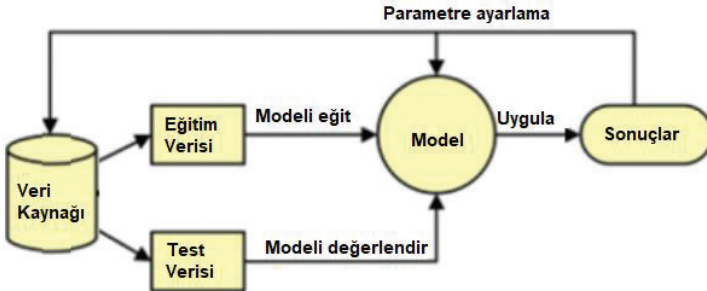 Parametre ayarlama
Eğitim
Verisi
Modeli eğit
Model
Uygula
Sonuçlar
Veri
Kaynağı
Test
Verisi
Modeli değerlendir